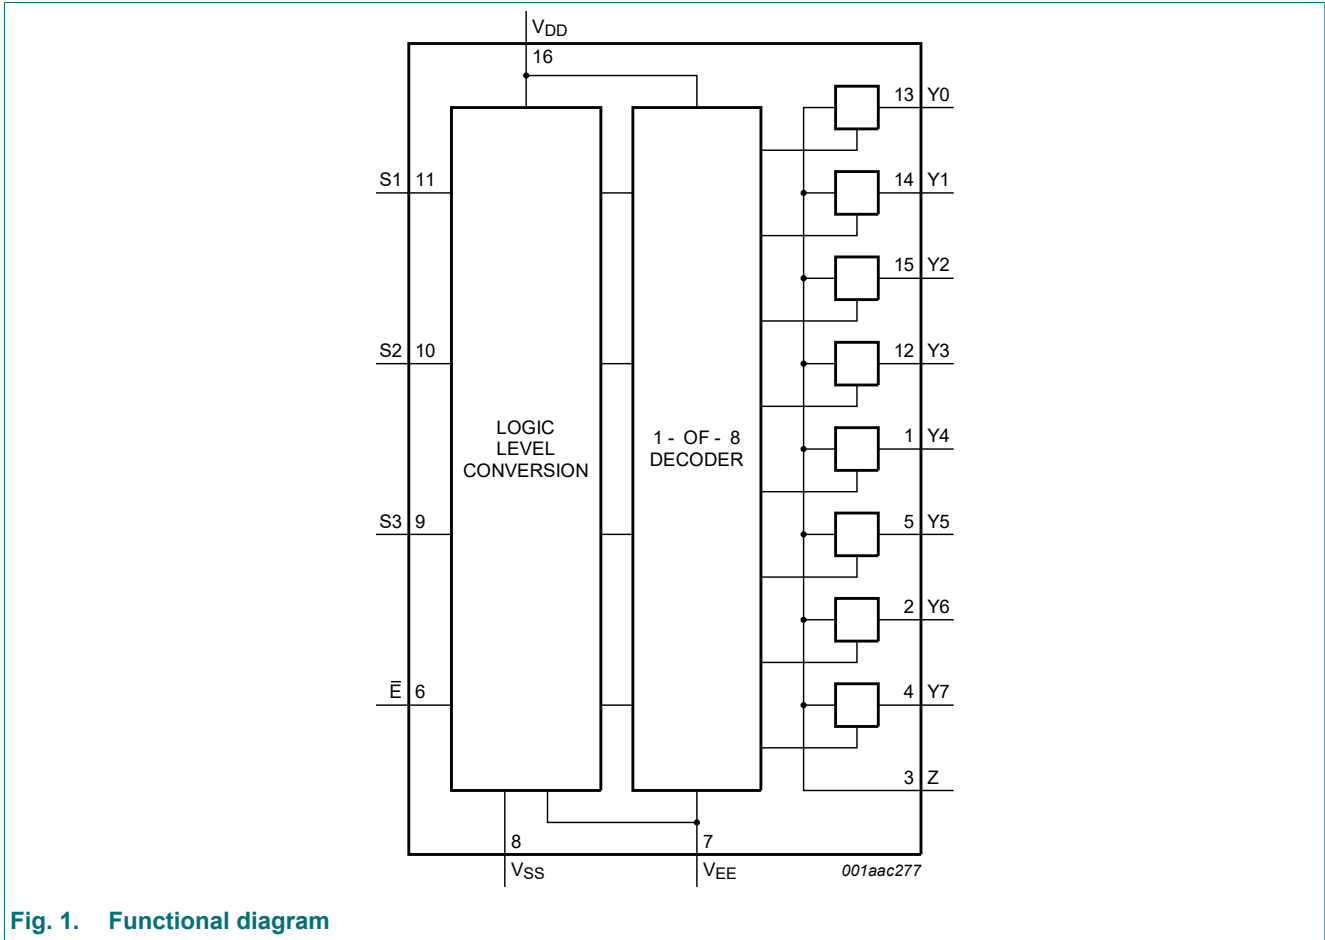 VDD
16
13 Y0
S1 11
14 Y1
15 Y2
S2 10
12 Y3
LOGIC
LEVEL
CONVERSION
1 - OF - 8
DECODER
1 Y4
S3 9
5 Y5
2 Y6
E̅ 6
4 Y7
3 Z
8
7
VSS
VEE
001aac277
Fig. 1. Functional diagram